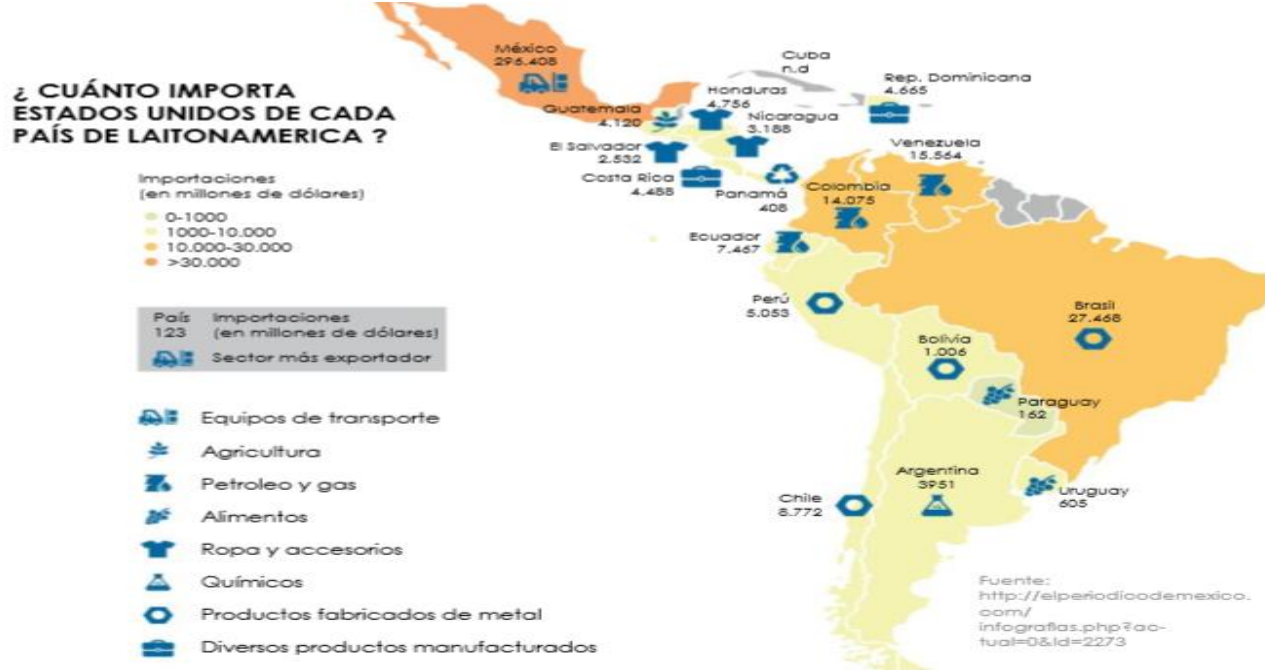 ¿ CUÁNTO IMPORTA
ESTADOS UNIDOS DE CADA
PAÍS DE LAITONAMERICA ?
Importaciones
(en millones de dólares)
0-1000
1000-10.000
10.000-30.000
>30.000
País Importaciones
123 (en millones de dólares)
Sector más exportador
Equipos de transporte
Agricultura
Petroleo y gas
Alimentos
Ropa y accesorios
Químicos
Productos fabricados de metal
Diversos productos manufacturados
México
296.408
Cuba
n.d
Rep. Dominicana
4.665
Honduras
4.756
Guatemala
4.120
Nicaragua
3.188
El Salvador
2.532
Costa Rica
4.488
Panamá
408
Venezuela
15.564
Colombia
14.075
Ecuador
7.467
Perú
5.053
Brasil
27.468
Bolivia
1.006
Paraguay
162
Argentina
3951
Chile
8.772
Uruguay
605
Fuente:
http://elperiodicodemexico.
com/
infografias.php?ac-
tual=0&id=2273